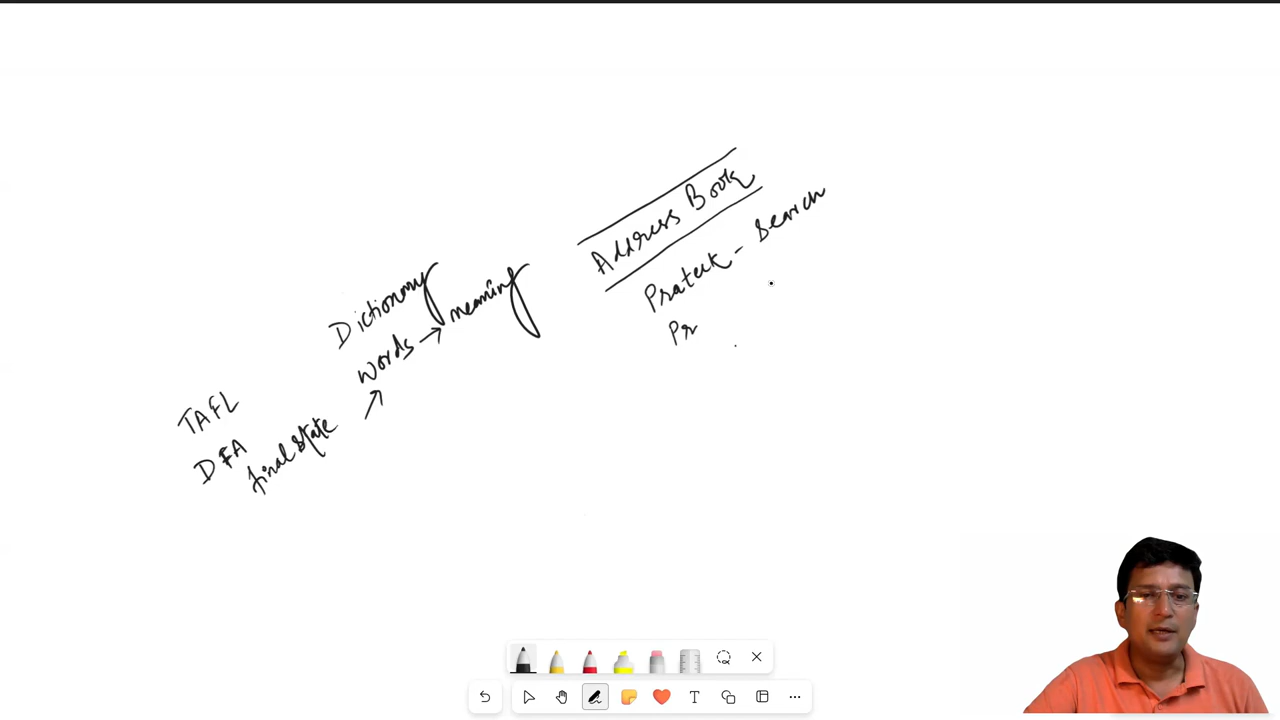 Address Book
Prateek - Search
Pr
Dictionary
words → meaning
TAFL
DFA
final state